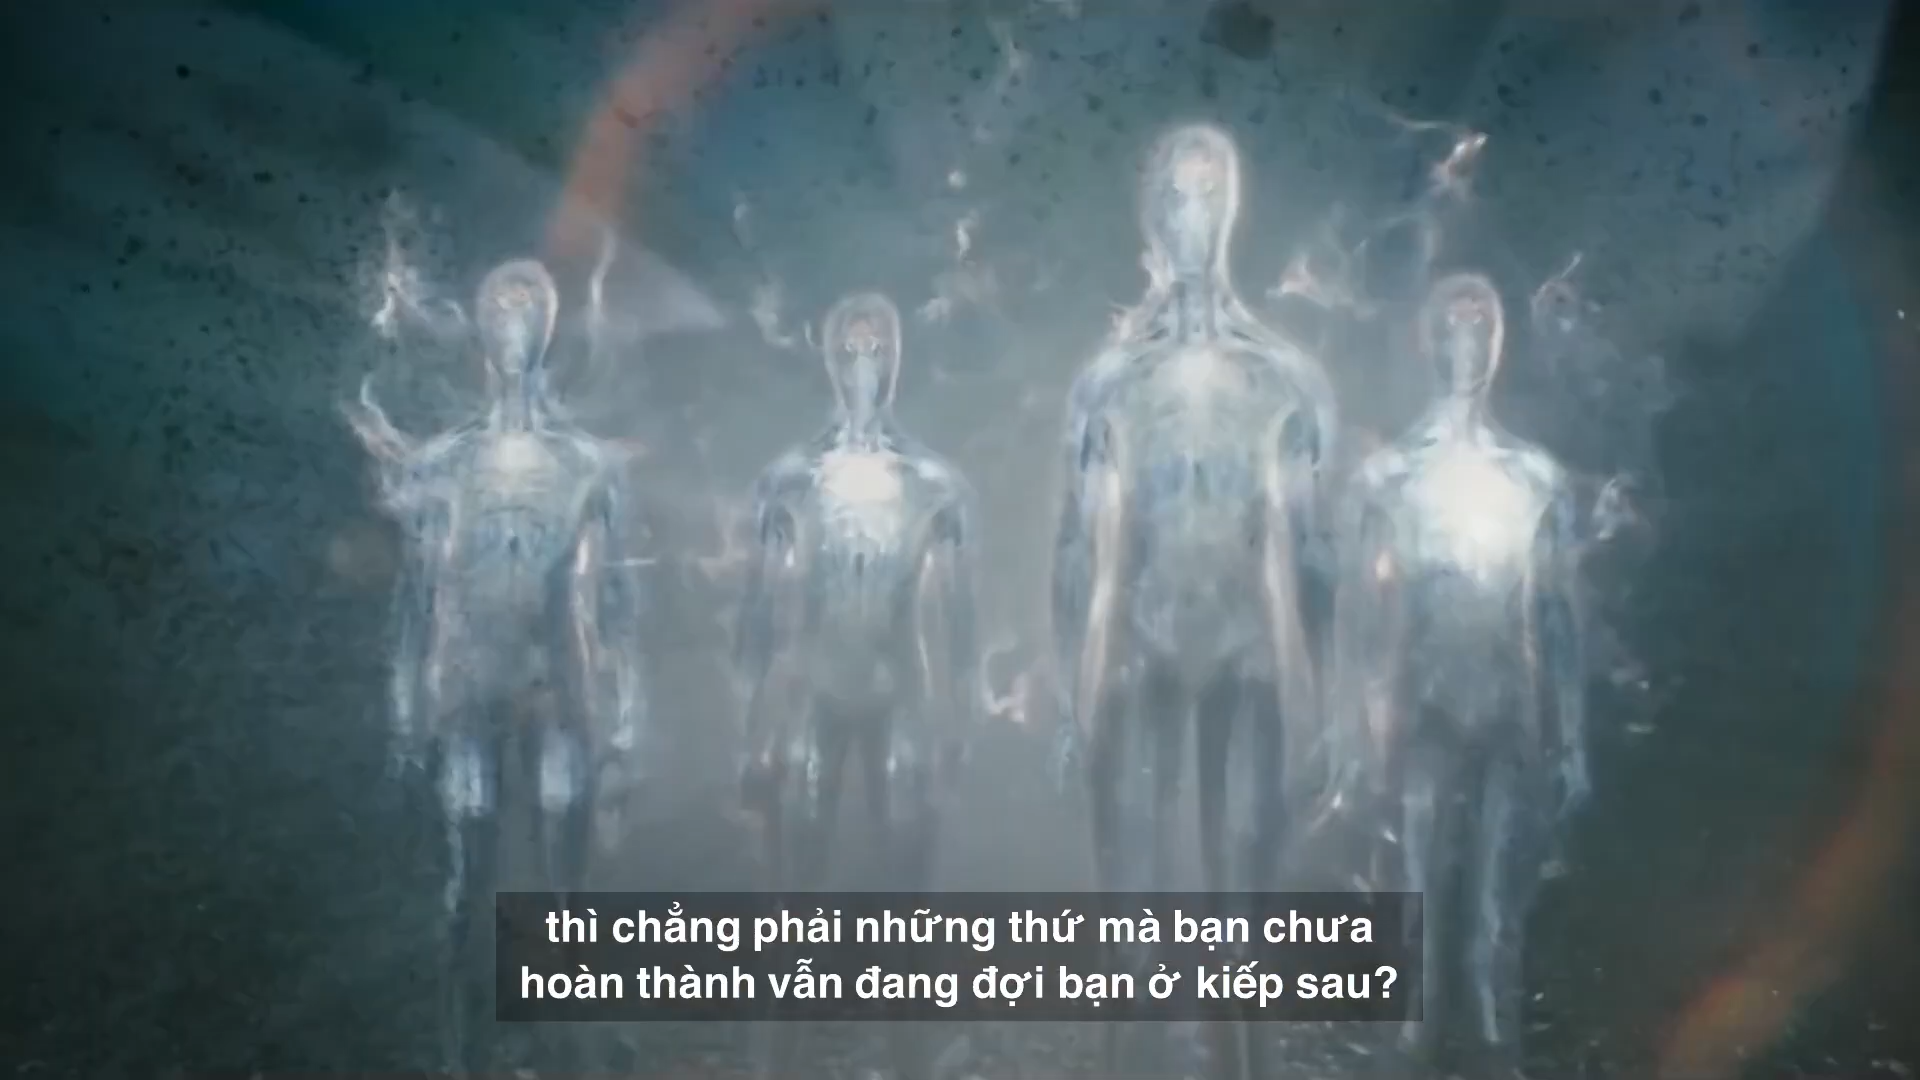 thì chẳng phải những thứ mà bạn chưa
hoàn thành vẫn đang đợi bạn ở kiếp sau?